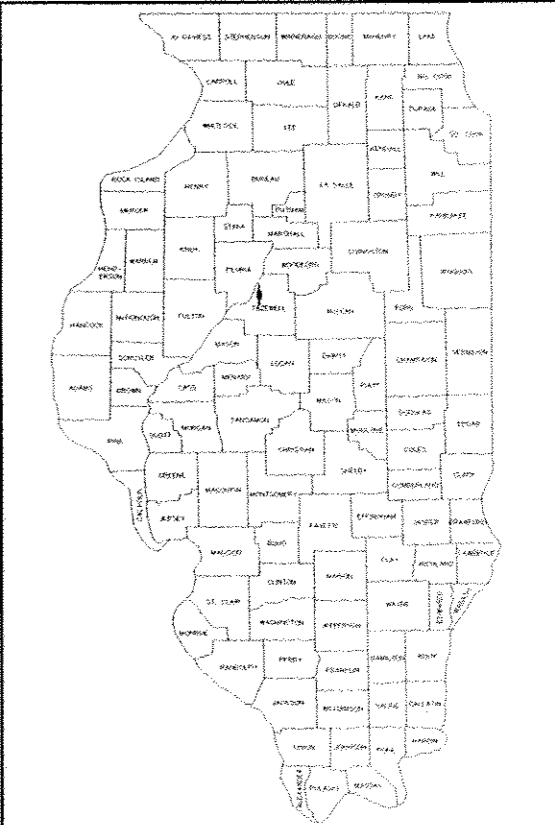 JO DAVIESS STEPHENSON WINNEBAGO BOONE McHENRY LAKE
CARROLL OGLE DEKALB KANE NO. COOK
DUPAGE
WHITESIDE LEE SO. COOK
KENDALL
ROCK ISLAND HENRY BUREAU LA SALLE GRUNDY WILL
MERCER PUTNAM
STARK MARSHALL KANKAKEE
KNOX LIVINGSTON
HENDERSON WARREN PEORIA WOODFORD IROQUOIS
HANCOCK McDONOUGH FULTON TAZEWELL McLEAN FORD
MASON
SCHUYLER LOGAN DEWITT CHAMPAIGN VERMILION
ADAMS BROWN CASS MENARD PIATT
MACON
SANGAMON DOUGLAS
PIKE SCOTT MORGAN MOULTRIE EDGAR
CHRISTIAN COLES
SHELBY
GREENE MACOUPIN MONTGOMERY CUMBERLAND CLARK
CALHOUN JERSEY FAYETTE EFFINGHAM JASPER CRAWFORD
BOND
MADISON CLAY RICHLAND LAWRENCE
CLINTON MARION
ST. CLAIR WAYNE EDWARDS WABASH
WASHINGTON JEFFERSON
MONROE
RANDOLPH PERRY HAMILTON WHITE
FRANKLIN
JACKSON WILLIAMSON SALINE GALLATIN
UNION JOHNSON POPE HARDIN
ALEXANDER PULASKI MASSAC